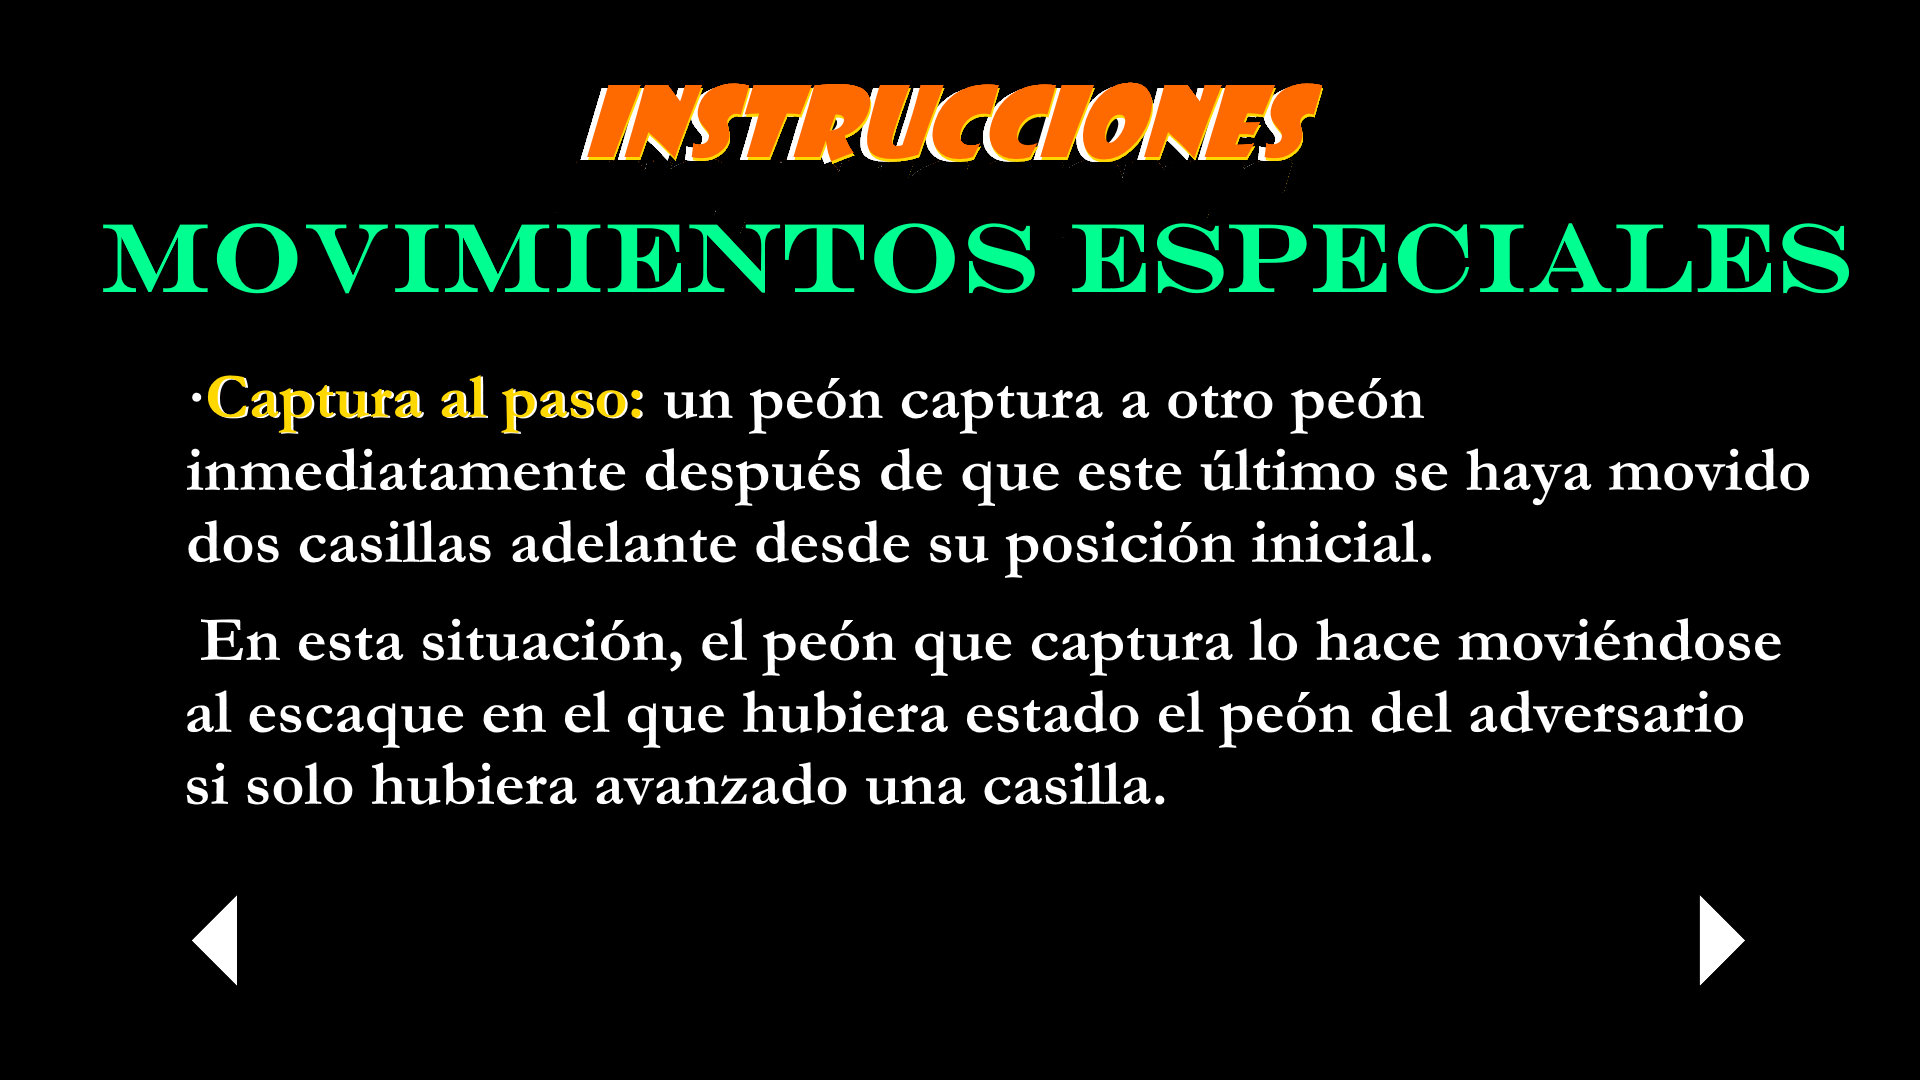 INSTRUCCIONES
MOVIMIENTOS ESPECIALES
·Captura al paso: un peón captura a otro peón
inmediatamente después de que este último se haya movido
dos casillas adelante desde su posición inicial.
En esta situación, el peón que captura lo hace moviéndose
al escaque en el que hubiera estado el peón del adversario
si solo hubiera avanzado una casilla.